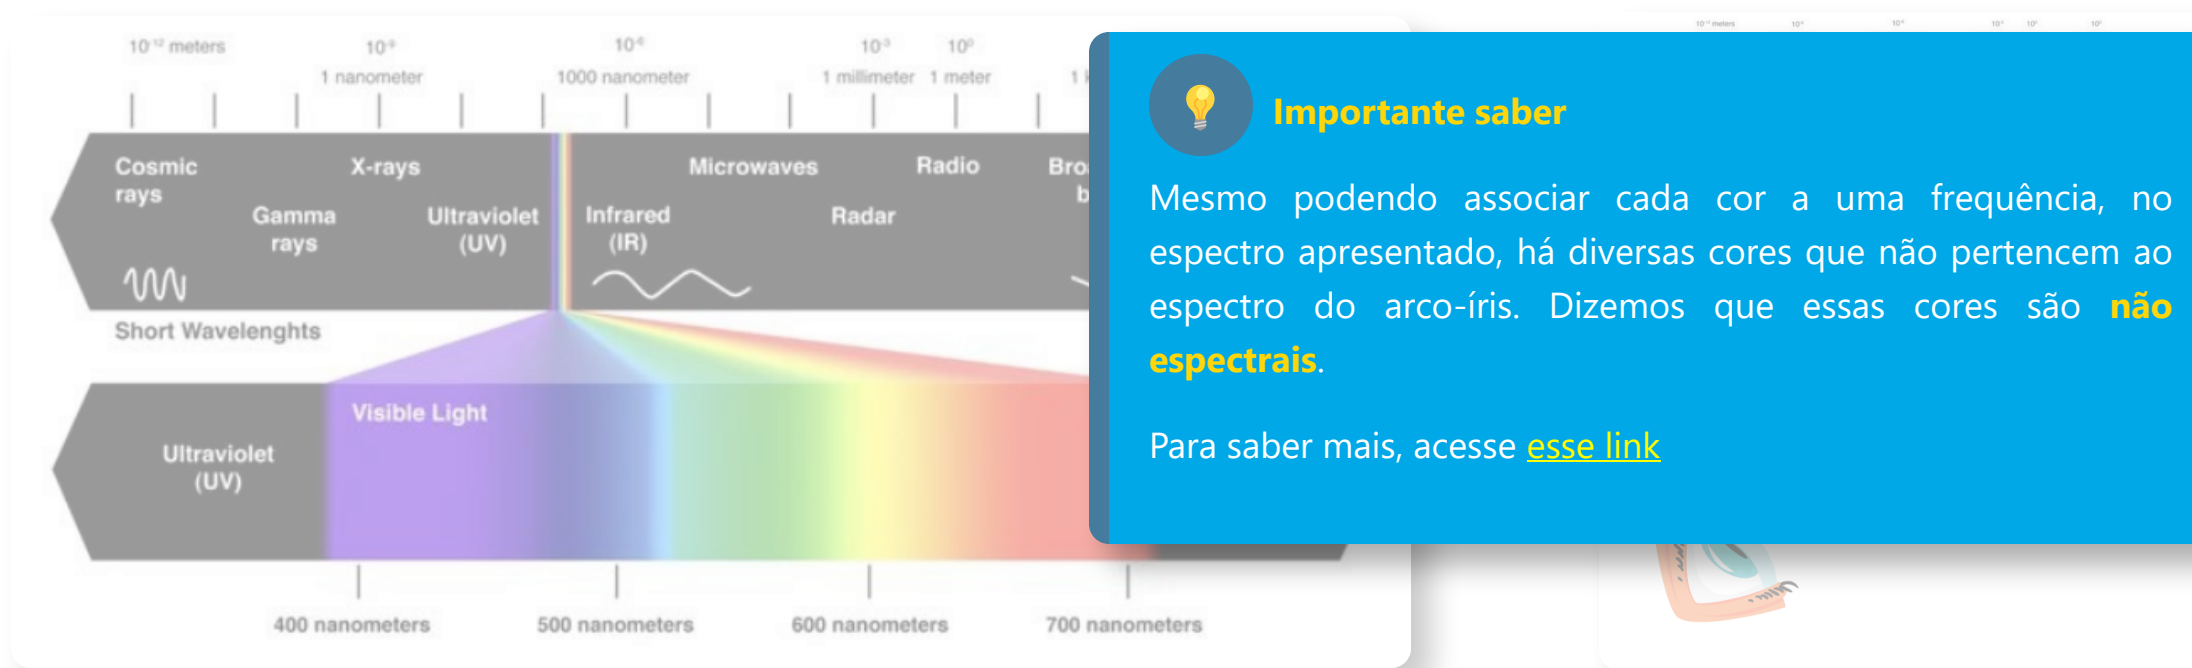 10⁻¹² meters
10⁻⁹
10⁻⁶
10⁻³
10⁰
1 nanometer
1000 nanometer
1 millimeter
1 meter
1
Cosmic
rays
X-rays
Microwaves
Radio
Gamma
rays
Ultraviolet
(UV)
Infrared
(IR)
Radar
Short Wavelenghts
Visible Light
Ultraviolet
(UV)
400 nanometers
500 nanometers
600 nanometers
700 nanometers
Importante saber
Mesmo podendo associar cada cor a uma frequência, no
espectro apresentado, há diversas cores que não pertencem ao
espectro do arco-íris. Dizemos que essas cores são não
espectrais.
Para saber mais, acesse esse link